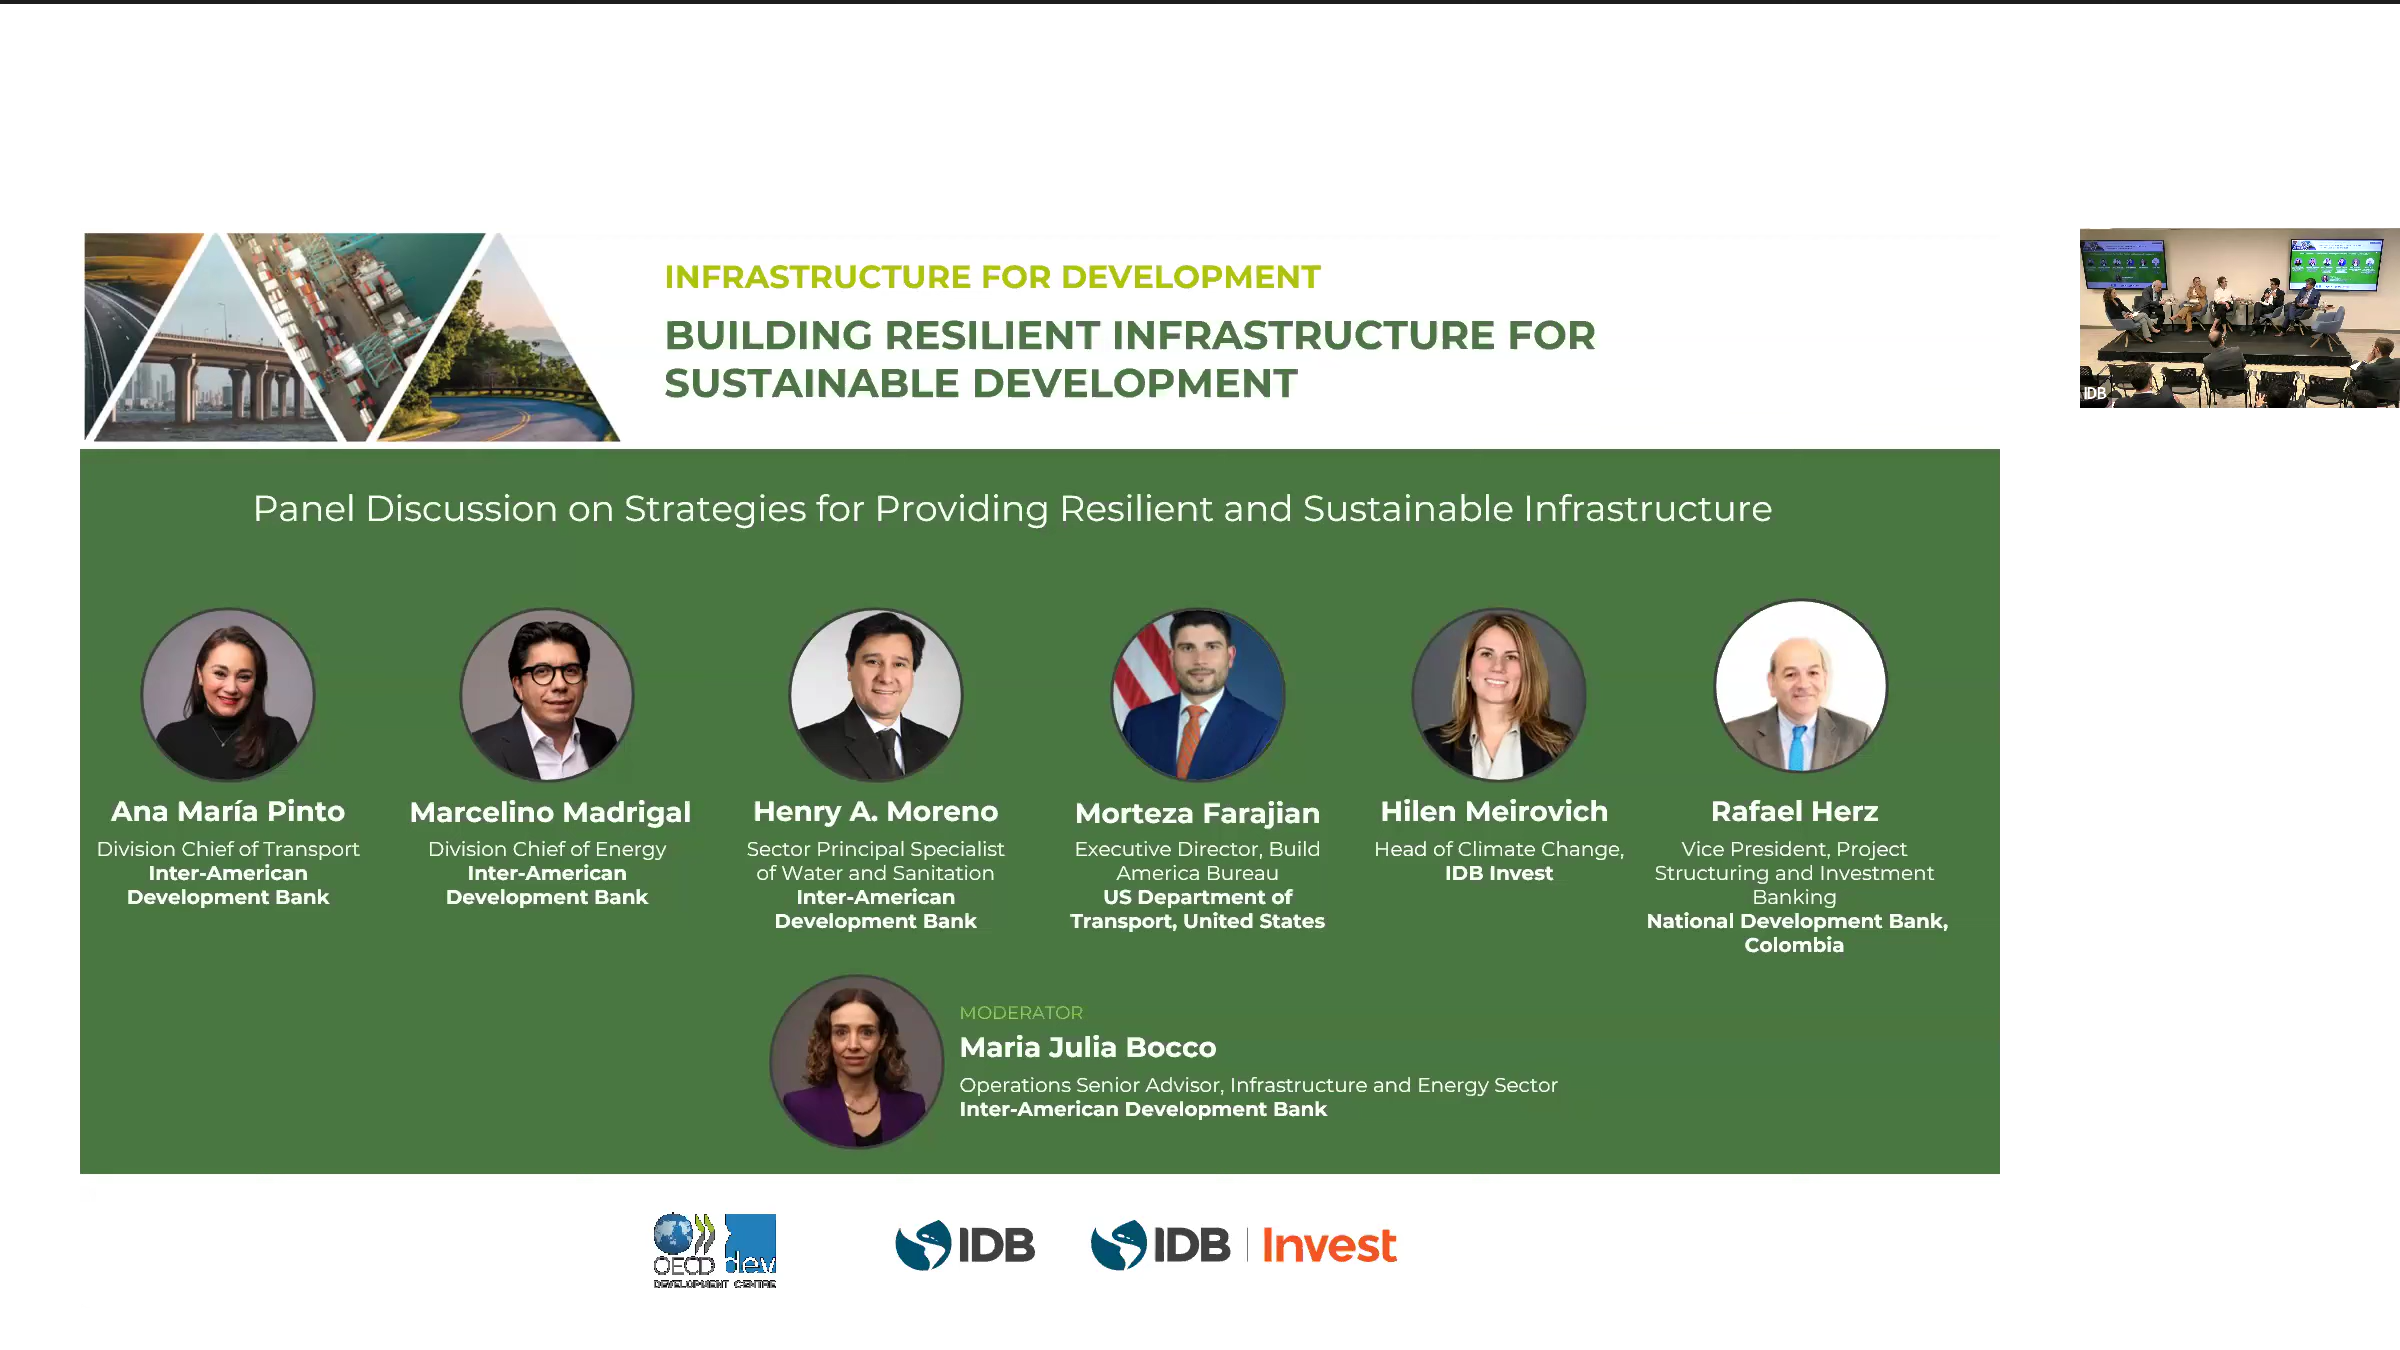 INFRASTRUCTURE FOR DEVELOPMENT
BUILDING RESILIENT INFRASTRUCTURE FOR
SUSTAINABLE DEVELOPMENT
IDB
Panel Discussion on Strategies for Providing Resilient and Sustainable Infrastructure
Ana María Pinto
Division Chief of Transport
Inter-American
Development Bank
Marcelino Madrigal
Division Chief of Energy
Inter-American
Development Bank
Henry A. Moreno
Sector Principal Specialist
of Water and Sanitation
Inter-American
Development Bank
Morteza Farajian
Executive Director, Build
America Bureau
US Department of
Transport, United States
Hilen Meirovich
Head of Climate Change,
IDB Invest
Rafael Herz
Vice President, Project
Structuring and Investment
Banking
National Development Bank,
Colombia
MODERATOR
Maria Julia Bocco
Operations Senior Advisor, Infrastructure and Energy Sector
Inter-American Development Bank
OECD dev
DEVELOPMENT CENTRE
IDB
IDB | Invest